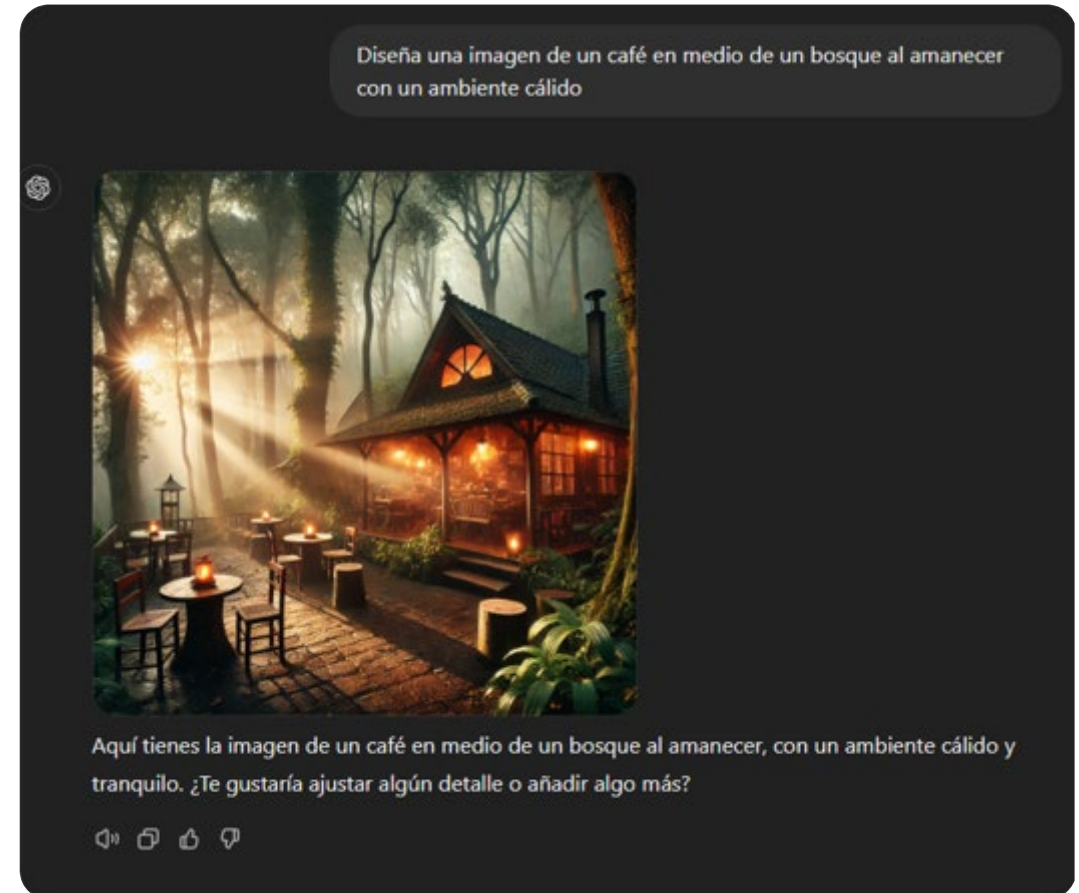 Diseña una imagen de un café en medio de un bosque al amanecer
con un ambiente cálido
Aquí tienes la imagen de un café en medio de un bosque al amanecer, con un ambiente cálido y
tranquilo. ¿Te gustaría ajustar algún detalle o añadir algo más?